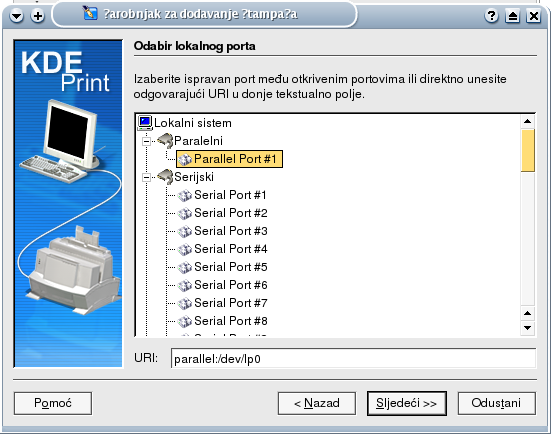 ?arobnjak za dodavanje ?tampa?a
KDE
Print
Odabir lokalnog porta
Izaberite ispravan port među otkrivenim portovima ili direktno unesite
odgovarajući URI u donje tekstualno polje.
Lokalni sistem
Paralelni
Parallel Port #1
Serijski
Serial Port #1
Serial Port #2
Serial Port #3
Serial Port #4
Serial Port #5
Serial Port #6
Serial Port #7
Serial Port #8
URI: parallel:/dev/lp0
Pomoć < Nazad Sljedeći >> Odustani